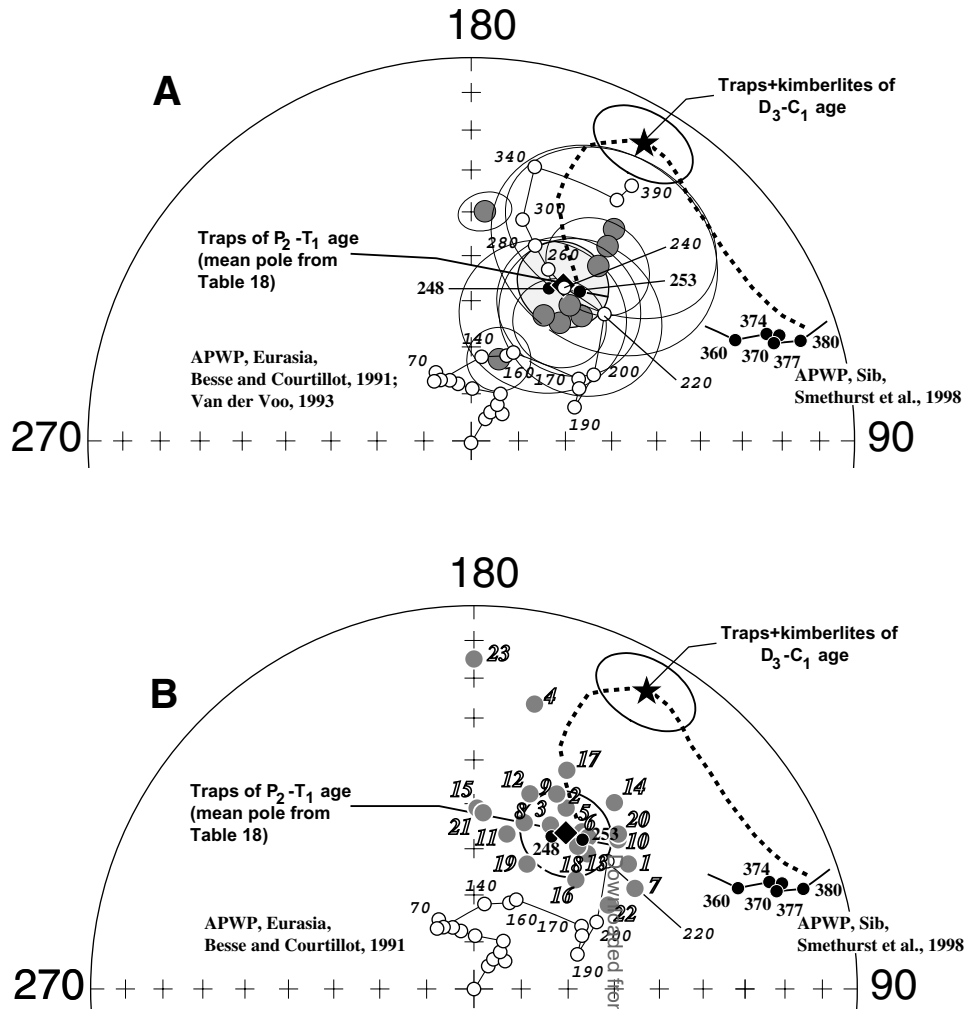 180
A
Traps+kimberlites of
D3-C1 age
340
390
300
Traps of P2 -T1 age
(mean pole from
Table 18)
280
260
240
248
253
374
360
370
377
380
APWP, Eurasia,
Besse and Courtillot, 1991;
Van der Voo, 1993
70
140
160
170
200
220
190
APWP, Sib,
Smethurst et al., 1998
270
90
180
B
Traps+kimberlites of
D3-C1 age
23
4
17
Traps of P2 -T1 age
(mean pole from
Table 18)
15
12
9
2
14
21
8
3
5
6
20
11
248
253
10
19
18
13
1
16
7
22
374
360
370
377
380
APWP, Eurasia,
Besse and Courtillot, 1991
70
140
160
170
200
220
190
APWP, Sib,
Smethurst et al., 1998
270
90
Downloaded from